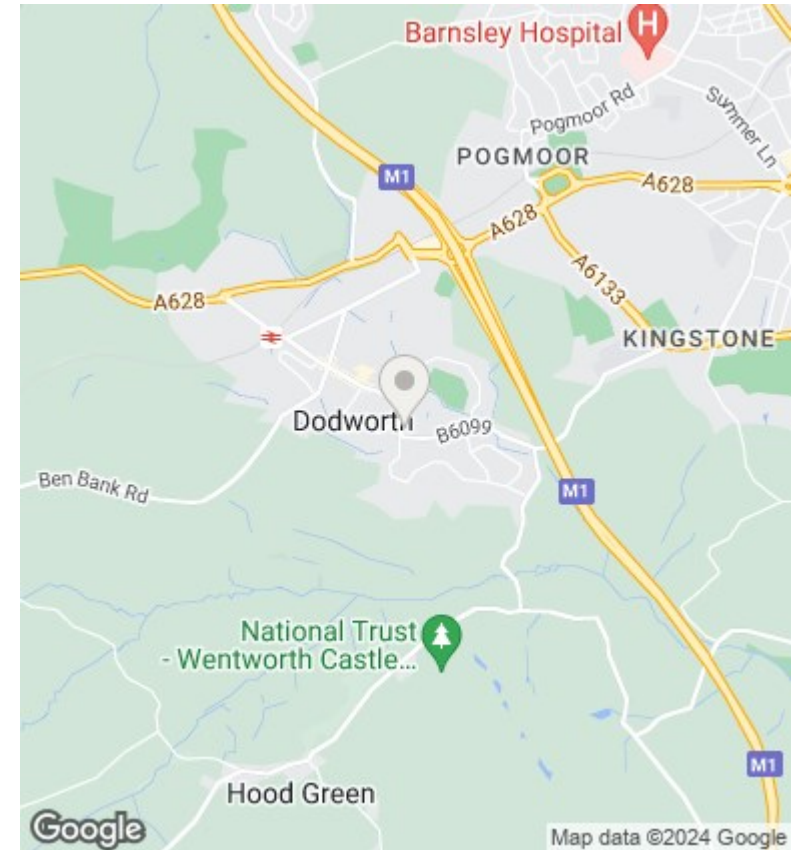 Barnsley Hospital
H
Pogmoor Rd
Summer Ln
POGMOOR
M1
A628
A628
A6133
A628
KINGSTONE
Dodworth
B6099
Ben Bank Rd
M1
National Trust
- Wentworth Castle...
M1
Hood Green
Google
Map data ©2024 Google